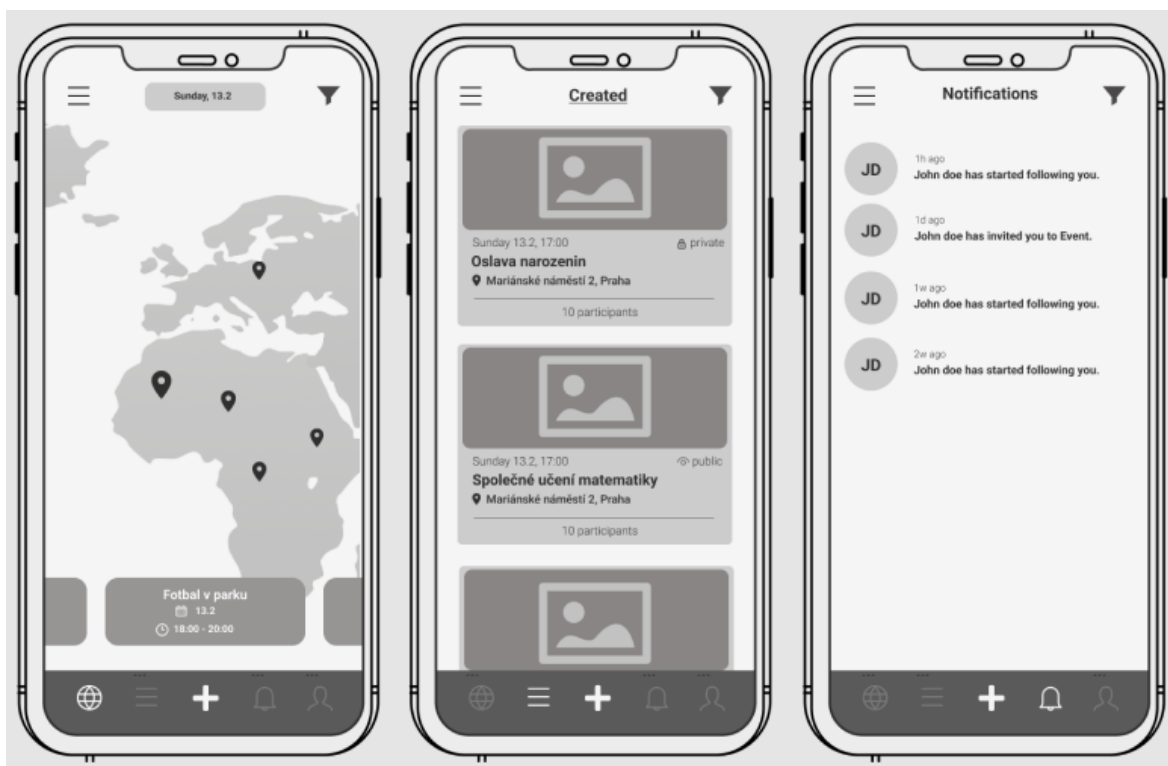 Sunday, 13.2
Fotbal v parku
13.2
18:00 - 20:00
Created
Sunday 13.2, 17:00
private
Oslava narozenin
Mariánské náměstí 2, Praha
10 participants
Sunday 13.2, 17:00
public
Společné učení matematiky
Mariánské náměstí 2, Praha
10 participants
Notifications
JD
1h ago
John doe has started following you.
JD
1d ago
John doe has invited you to Event.
JD
1w ago
John doe has started following you.
JD
2w ago
John doe has started following you.